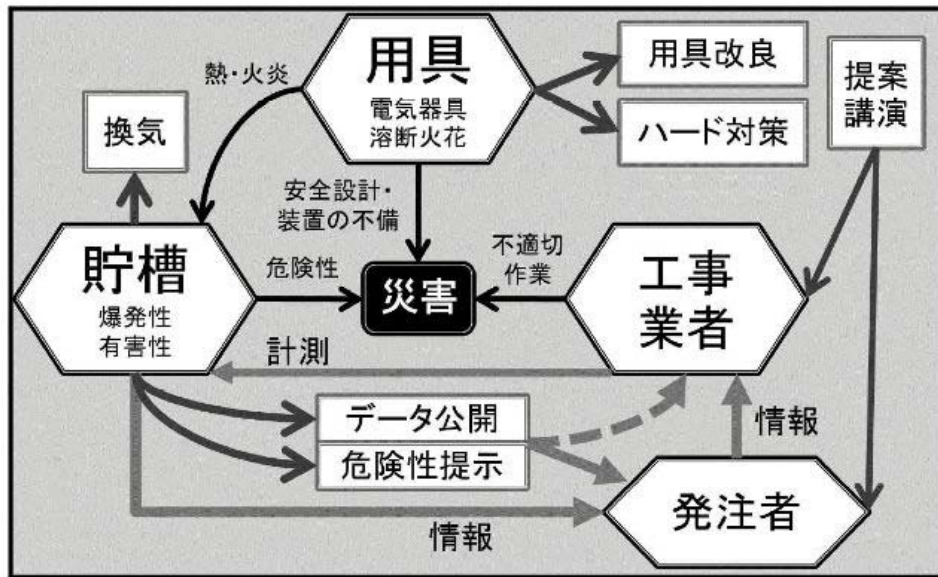 用具
電気器具
溶断火花
熱・火炎
用具改良
ハード対策
提案
講演
換気
安全設計・
装置の不備
貯槽
爆発性
有害性
危険性
災害
不適切
作業
工事
業者
計測
データ公開
危険性提示
情報
発注者
情報